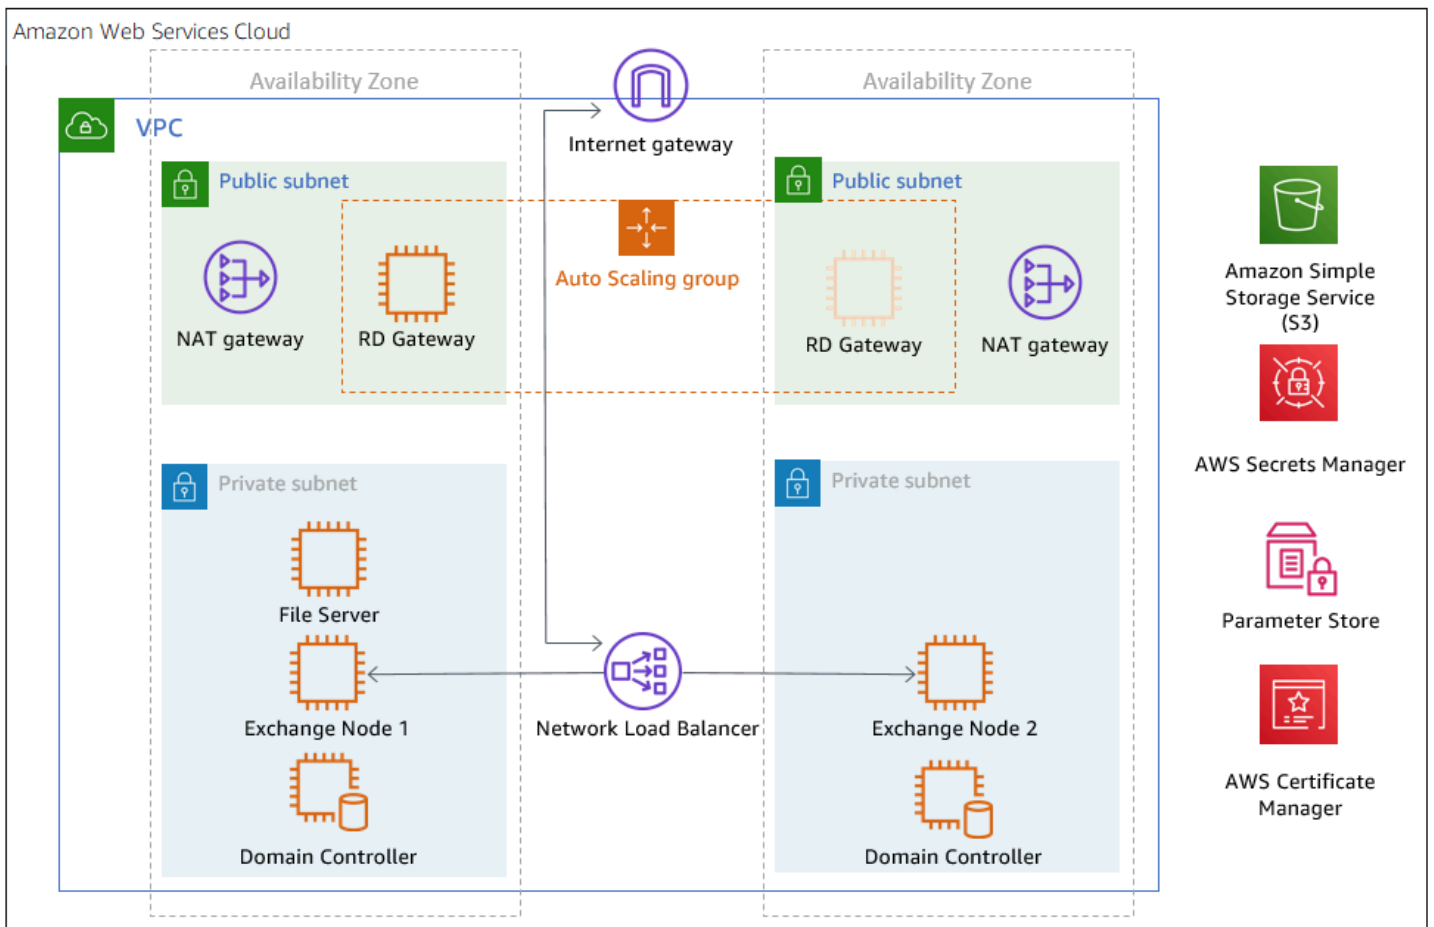 Amazon Web Services Cloud
Availability Zone
Availability Zone
VPC
Internet gateway
Public subnet
Public subnet
Auto Scaling group
NAT gateway
RD Gateway
RD Gateway
NAT gateway
Private subnet
Private subnet
File Server
Exchange Node 1
Network Load Balancer
Exchange Node 2
Domain Controller
Domain Controller
Amazon Simple
Storage Service
(S3)
AWS Secrets Manager
Parameter Store
AWS Certificate
Manager